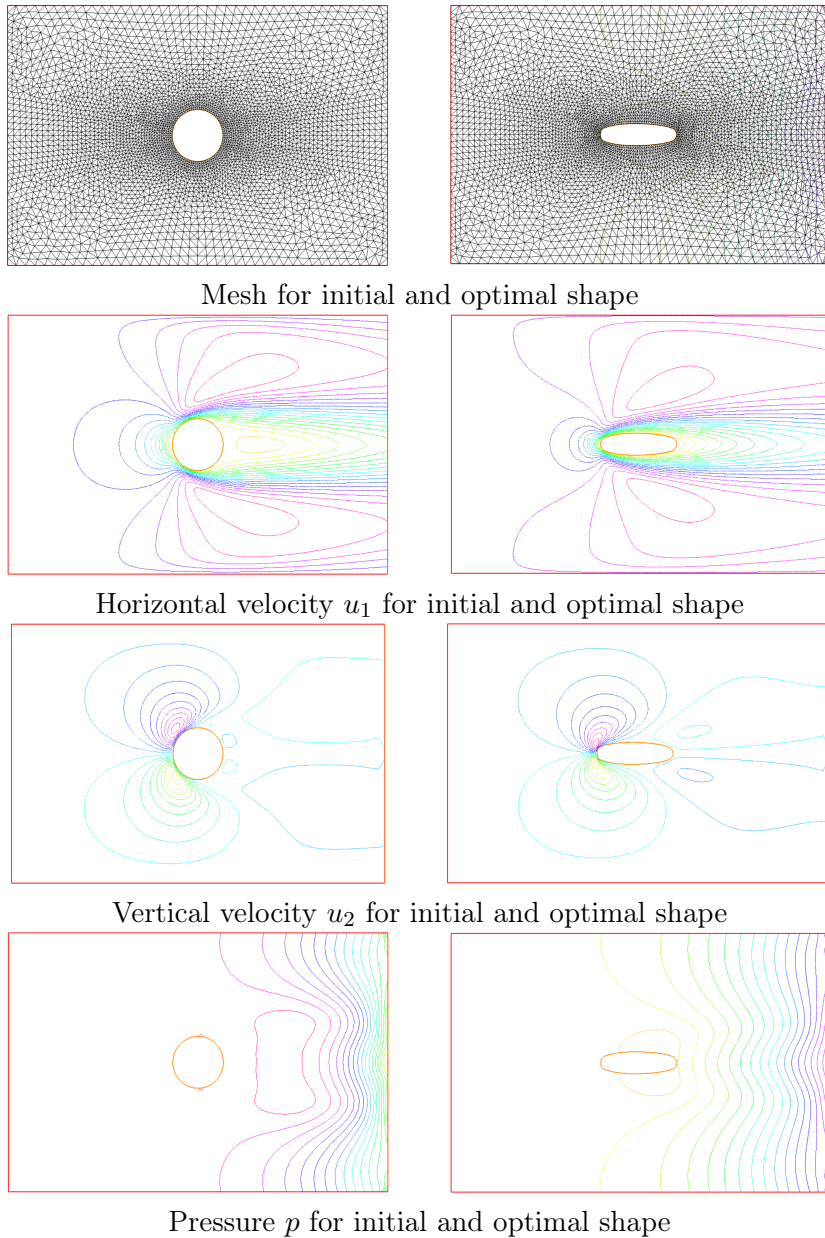 Mesh for initial and optimal shape
Horizontal velocity u₁ for initial and optimal shape
Vertical velocity u₂ for initial and optimal shape
Pressure p for initial and optimal shape